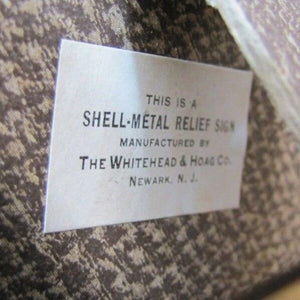 THIS IS A
SHELL-METAL RELIEF SIGN
MANUFACTURED BY
THE WHITEHEAD & HOAG CO.
NEWARK, N. J.